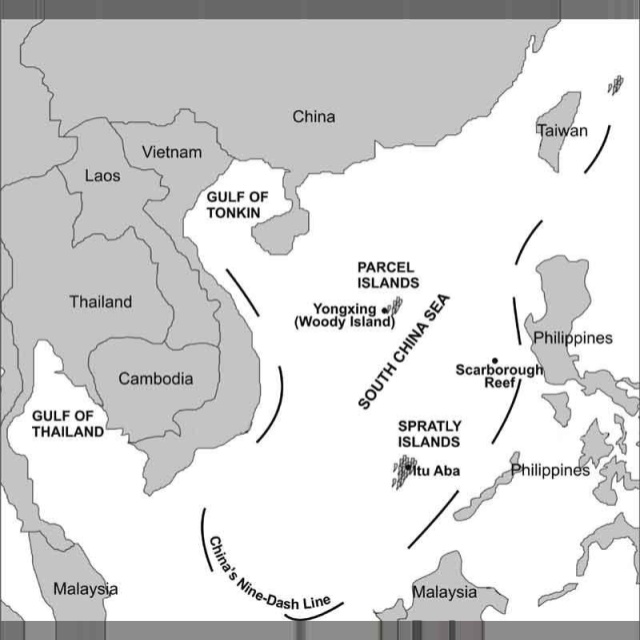 China
Taiwan
Vietnam
Laos
GULF OF
TONKIN
PARCEL
ISLANDS
Yongxing
(Woody Island)
SOUTH CHINA SEA
Thailand
Philippines
Cambodia
Scarborough
Reef
GULF OF
THAILAND
SPRATLY
ISLANDS
Itu Aba
Philippines
China's Nine-Dash Line
Malaysia
Malaysia